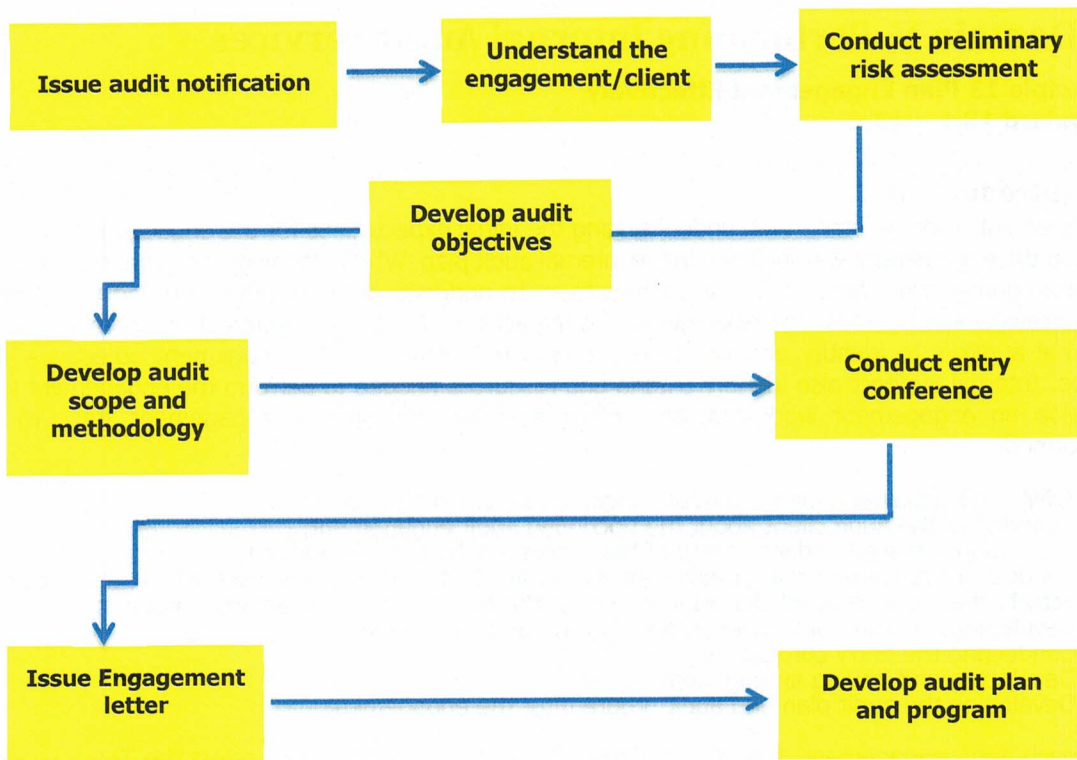 Issue audit notification
Understand the
engagement/client
Conduct preliminary
risk assessment
Develop audit
objectives
Develop audit
scope and
methodology
Conduct entry
conference
Issue Engagement
letter
Develop audit plan
and program